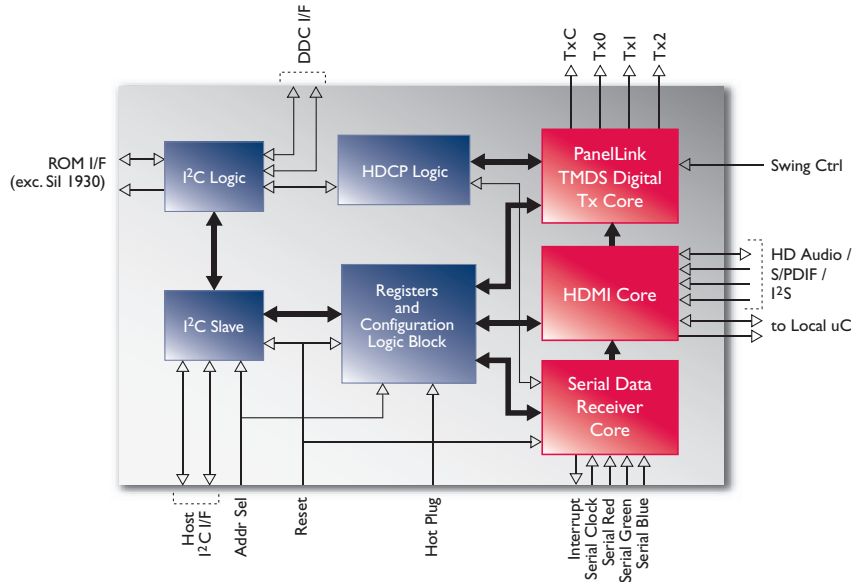 DDC I/F
TxC
Tx0
Tx1
Tx2
ROM I/F
(exc. SiI 1930)
I²C Logic
HDCP Logic
PanelLink
TMDS Digital
Tx Core
Swing Ctrl
HD Audio /
S/PDIF /
I²S
HDMI Core
to Local uC
I²C Slave
Registers
and
Configuration
Logic Block
Serial Data
Receiver
Core
Host
I²C I/F
Addr Sel
Reset
Hot Plug
Interrupt
Serial Clock
Serial Red
Serial Green
Serial Blue